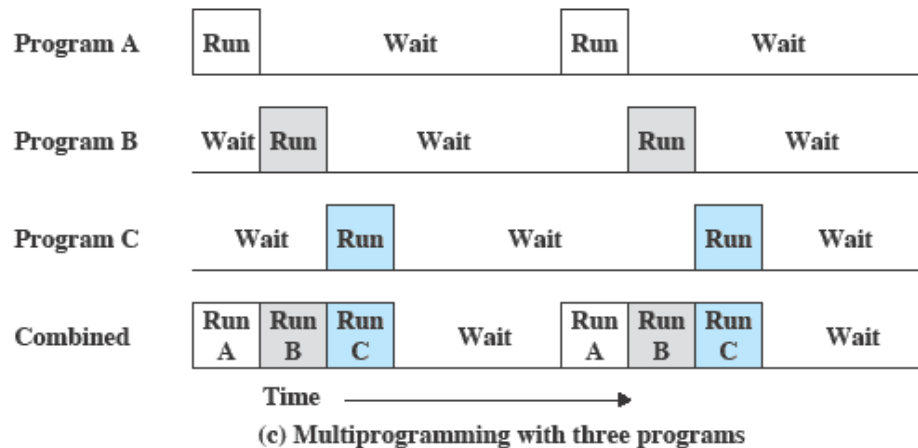 Program A Run Wait Run Wait
Program B Wait Run Wait Run Wait
Program C Wait Run Wait Run Wait
Combined Run A Run B Run C Wait Run A Run B Run C Wait
Time
(c) Multiprogramming with three programs